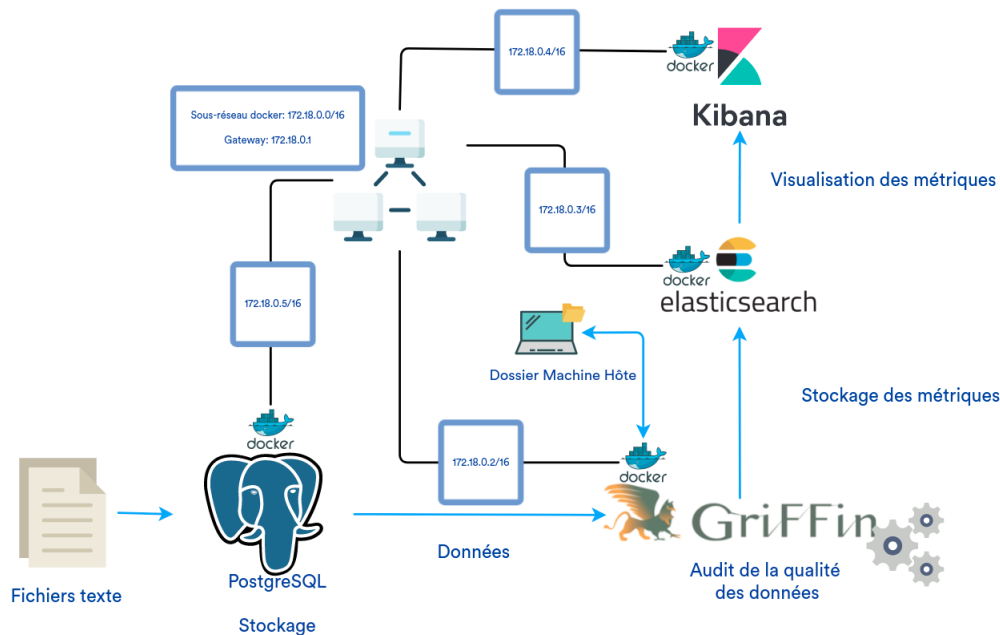 172.18.0.4/16
docker
Kibana
Sous-réseau docker: 172.18.0.0/16
Gateway: 172.18.0.1
Visualisation des métriques
172.18.0.3/16
docker
elasticsearch
172.18.0.5/16
Dossier Machine Hôte
Stockage des métriques
docker
172.18.0.2/16
docker
GriFFin
Données
PostgreSQL
Audit de la qualité
des données
Fichiers texte
Stockage